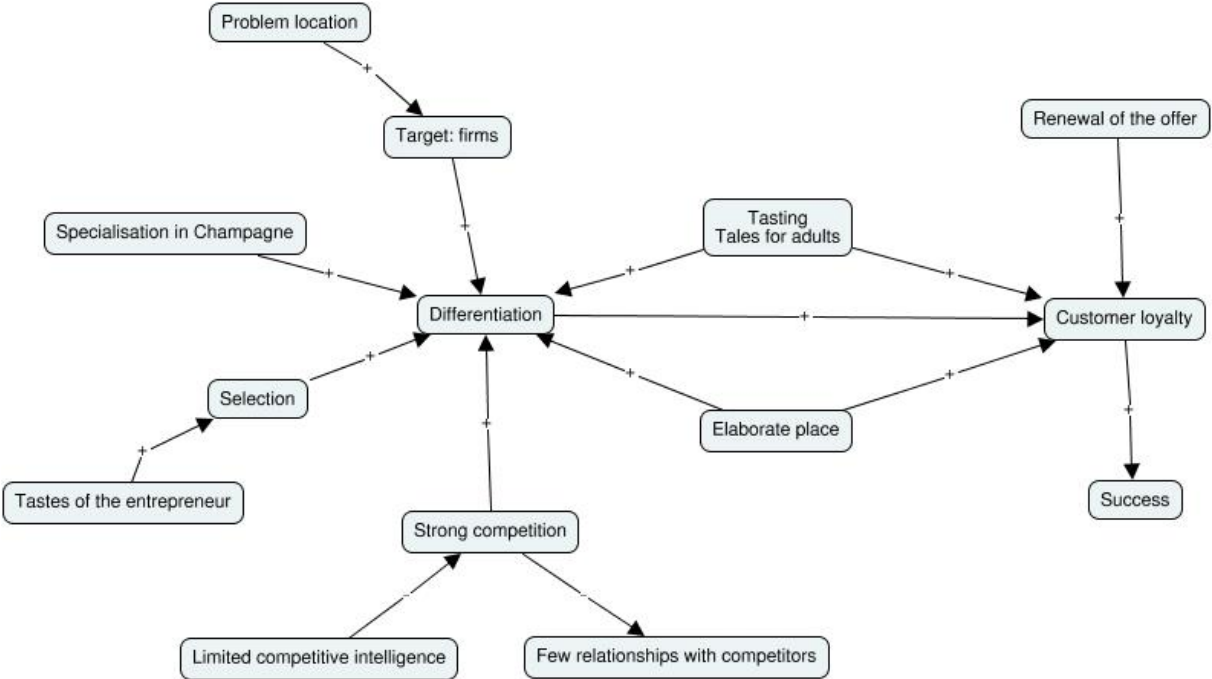 Problem location
+
Renewal of the offer
Target: firms
Tasting
Tales for adults
+
+
Specialisation in Champagne
+
+
+
Differentiation
+
Customer loyalty
+
+
+
Selection
+
+
Elaborate place
+
Tastes of the entrepreneur
Success
Strong competition
-
-
Limited competitive intelligence
Few relationships with competitors